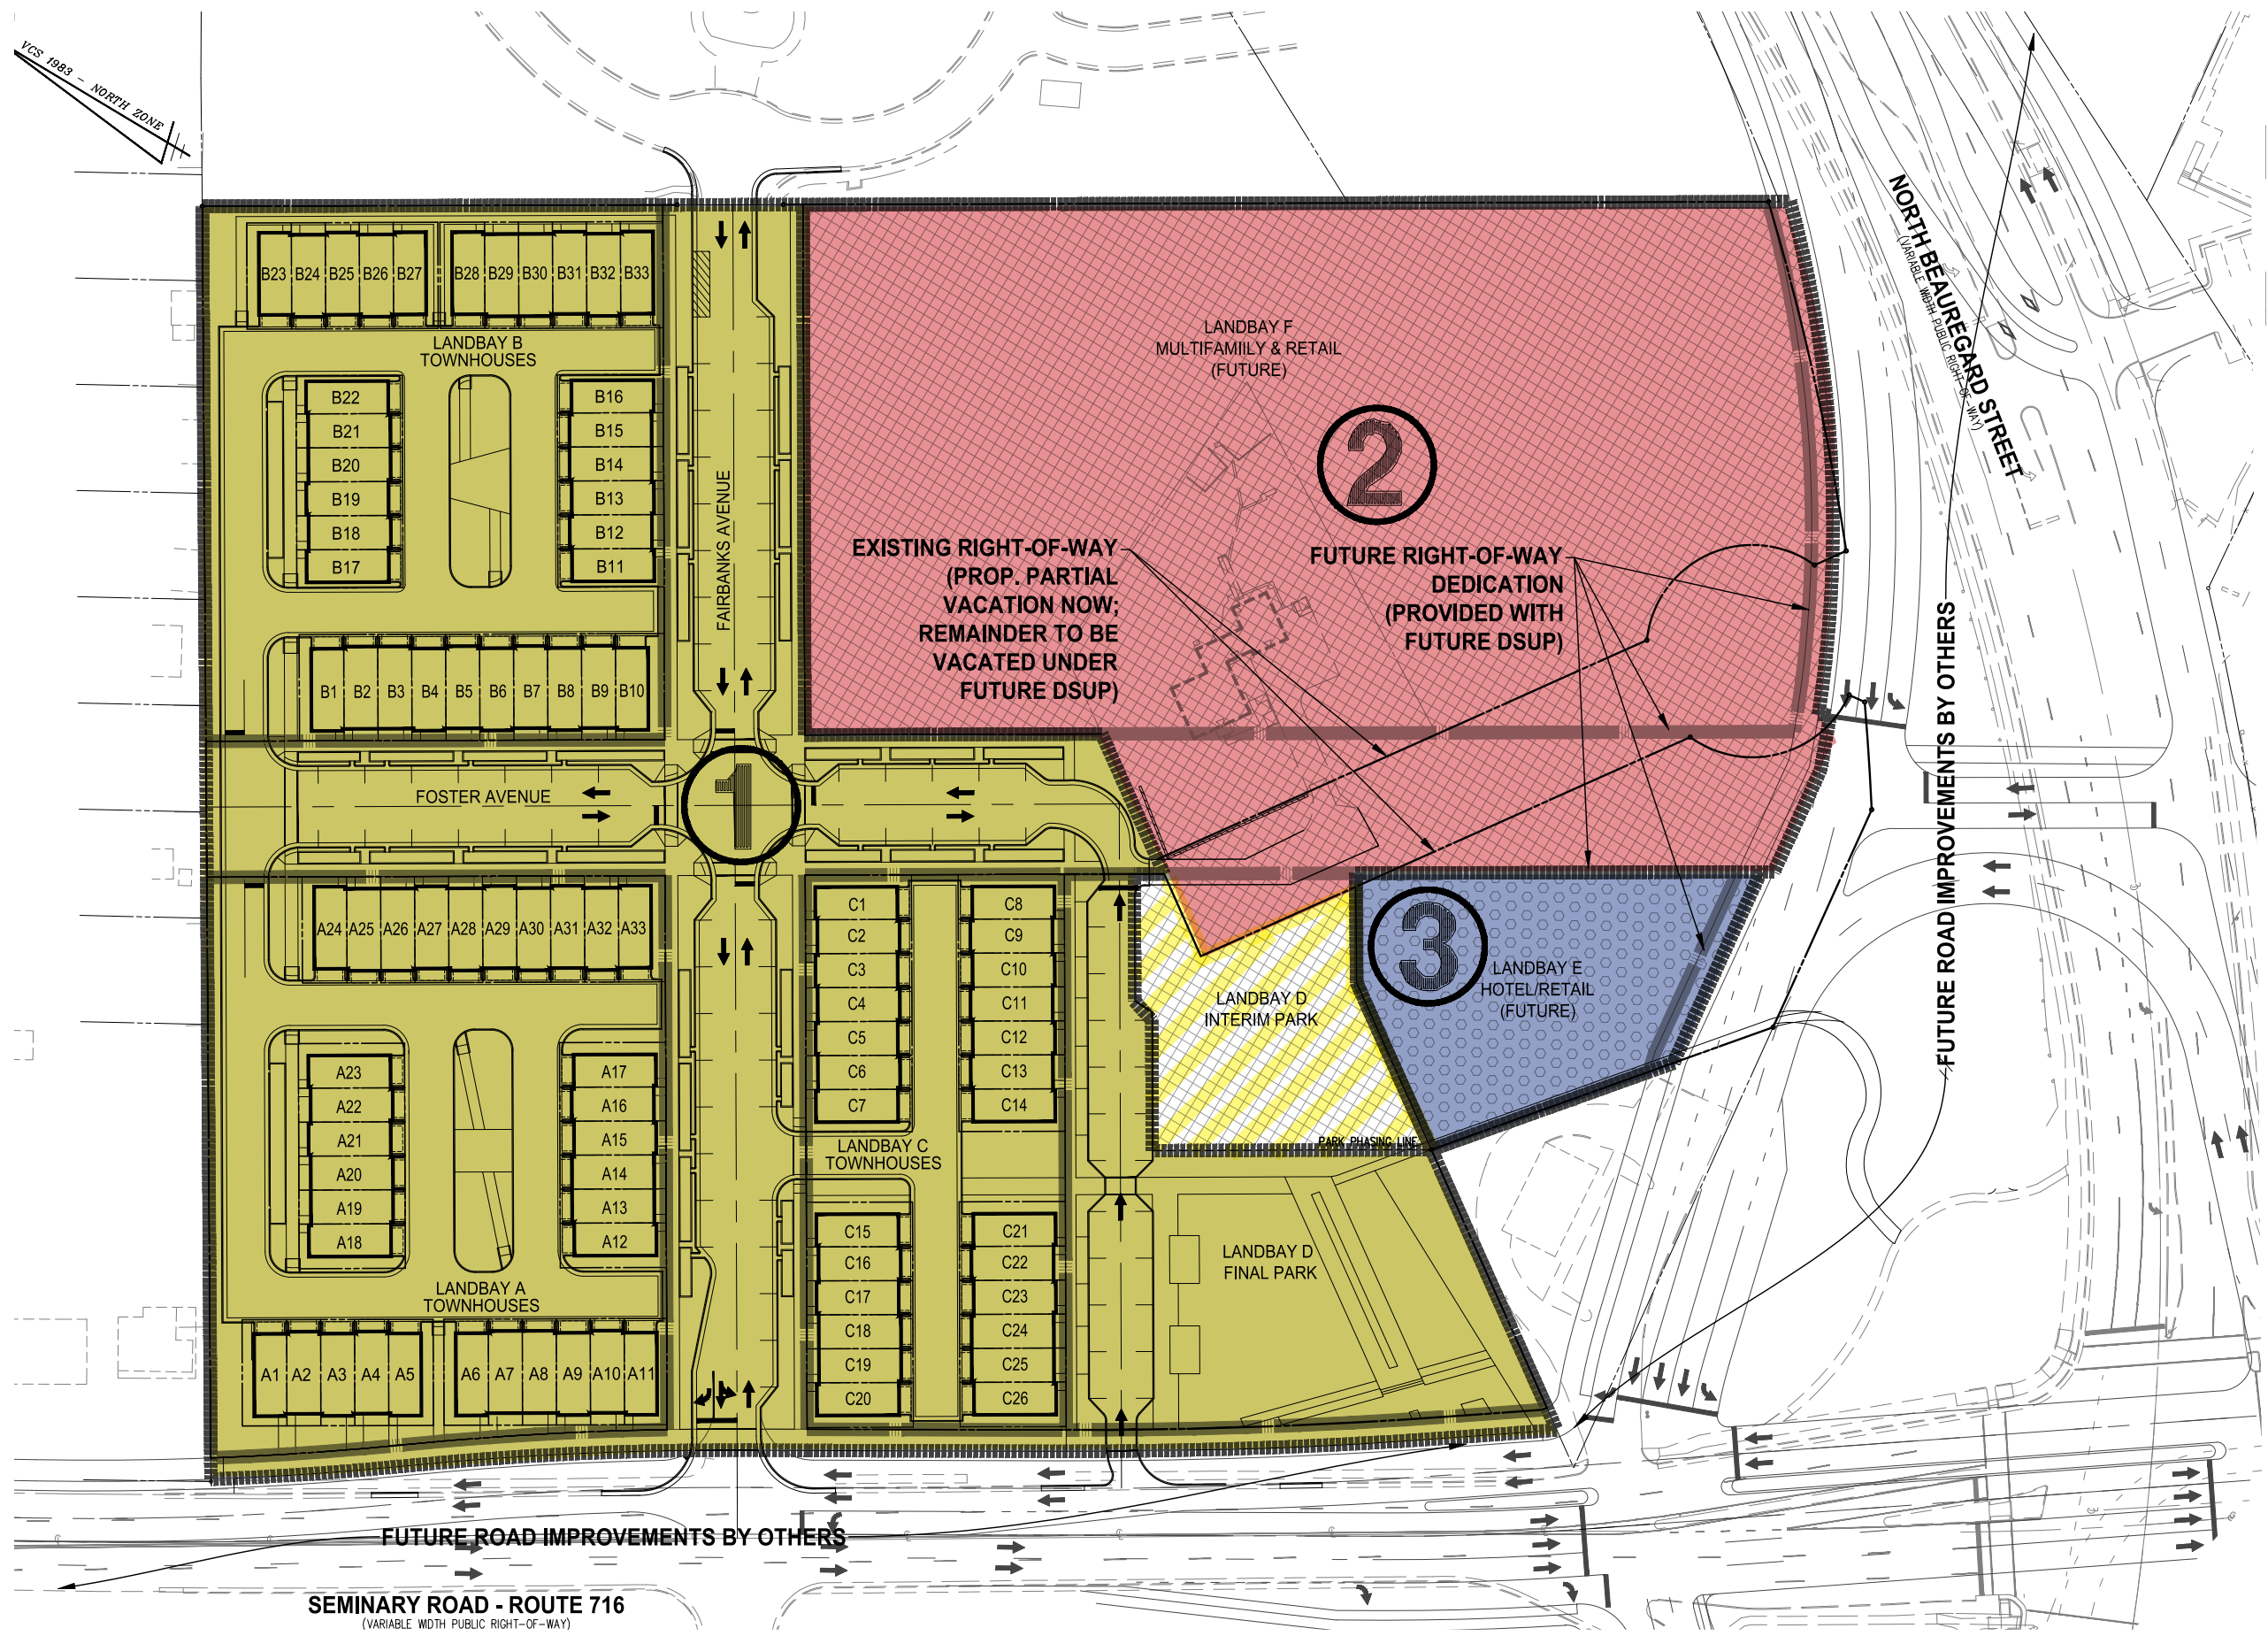 VCS 1983 - NORTH ZONE
B23 B24 B25 B26 B27 B28 B29 B30 B31 B32 B33
LANDBAY B
TOWNHOUSES
B22
B21
B20
B19
B18
B17
B16
B15
B14
B13
B12
B11
B1 B2 B3 B4 B5 B6 B7 B8 B9 B10
FAIRBANKS AVENUE
FOSTER AVENUE
1
LANDBAY F
MULTIFAMIILY & RETAIL
(FUTURE)
2
EXISTING RIGHT-OF-WAY
(PROP. PARTIAL
VACATION NOW;
REMAINDER TO BE
VACATED UNDER
FUTURE DSUP)
FUTURE RIGHT-OF-WAY
DEDICATION
(PROVIDED WITH
FUTURE DSUP)
NORTH BEAUREGARD STREET
(VARIABLE WIDTH PUBLIC RIGHT-OF-WAY)
FUTURE ROAD IMPROVEMENTS BY OTHERS
A24 A25 A26 A27 A28 A29 A30 A31 A32 A33
A23
A22
A21
A20
A19
A18
A17
A16
A15
A14
A13
A12
LANDBAY A
TOWNHOUSES
A1 A2 A3 A4 A5 A6 A7 A8 A9 A10 A11
C1
C2
C3
C4
C5
C6
C7
C8
C9
C10
C11
C12
C13
C14
LANDBAY C
TOWNHOUSES
C15
C16
C17
C18
C19
C20
C21
C22
C23
C24
C25
C26
3
LANDBAY E
HOTEL/RETAIL
(FUTURE)
LANDBAY D
INTERIM PARK
PARK PHASING LINE
LANDBAY D
FINAL PARK
FUTURE ROAD IMPROVEMENTS BY OTHERS
SEMINARY ROAD - ROUTE 716
(VARIABLE WIDTH PUBLIC RIGHT-OF-WAY)